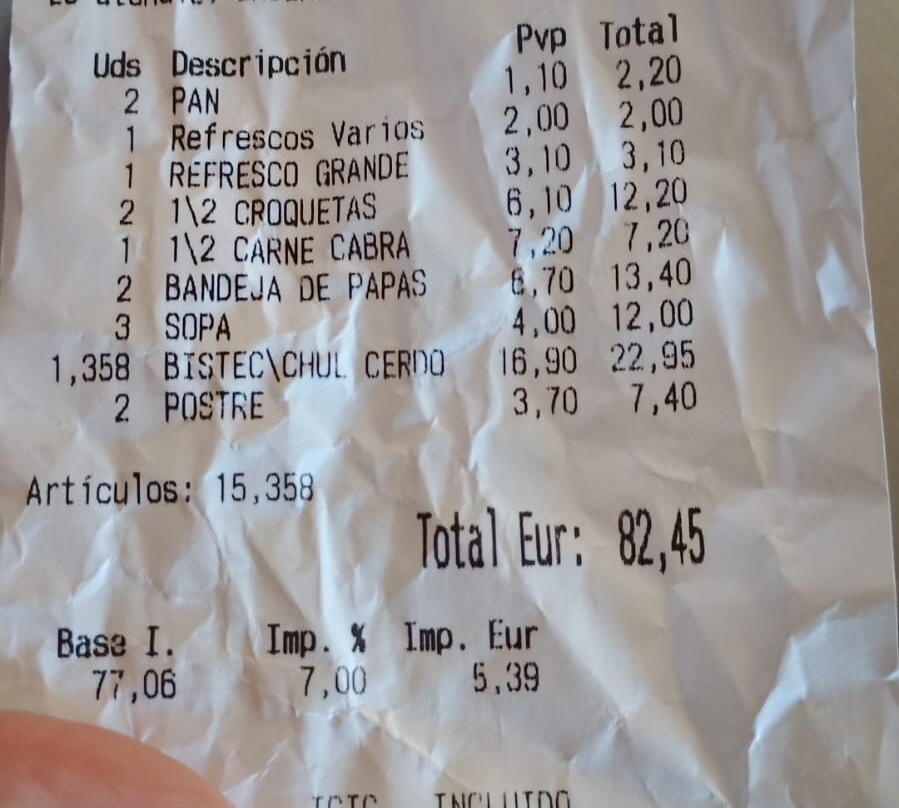 Pvp Total
Uds Descripción
2 PAN 1,10 2,20
1 Refrescos Varios 2,00 2,00
1 REFRESCO GRANDE 3,10 3,10
2 1\2 CROQUETAS 6,10 12,20
1 1\2 CARNE CABRA 7,20 7,20
2 BANDEJA DE PAPAS 6,70 13,40
3 SOPA 4,00 12,00
1,358 BISTEC\CHUL CERDO 16,90 22,95
2 POSTRE 3,70 7,40
Artículos: 15,358
Total Eur: 82,45
Base I. Imp. % Imp. Eur
77,06 7,00 5,39
INCLUIDO